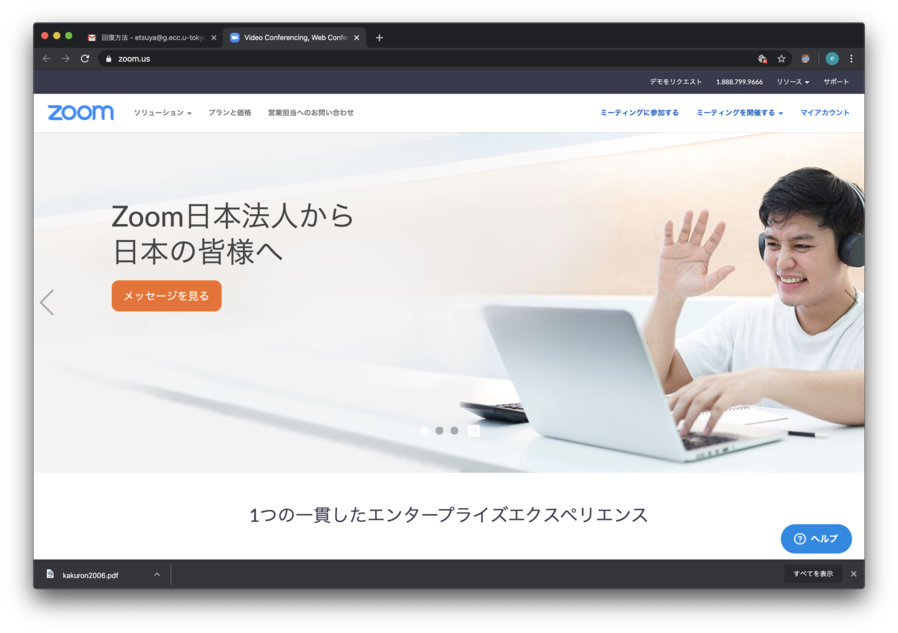 回復方法 - etsuya@g.ecc.u-toky
Video Conferencing, Web Confe
zoom.us
e
デモをリクエスト 1.888.799.9666 リソース サポート
zoom ソリューション プランと価格 営業担当へのお問い合わせ ミーティングに参加する ミーティングを開催する マイアカウント
Zoom日本法人から
日本の皆様へ
メッセージを見る
1つの一貫したエンタープライズエクスペリエンス
ヘルプ
kakuron2006.pdf すべてを表示